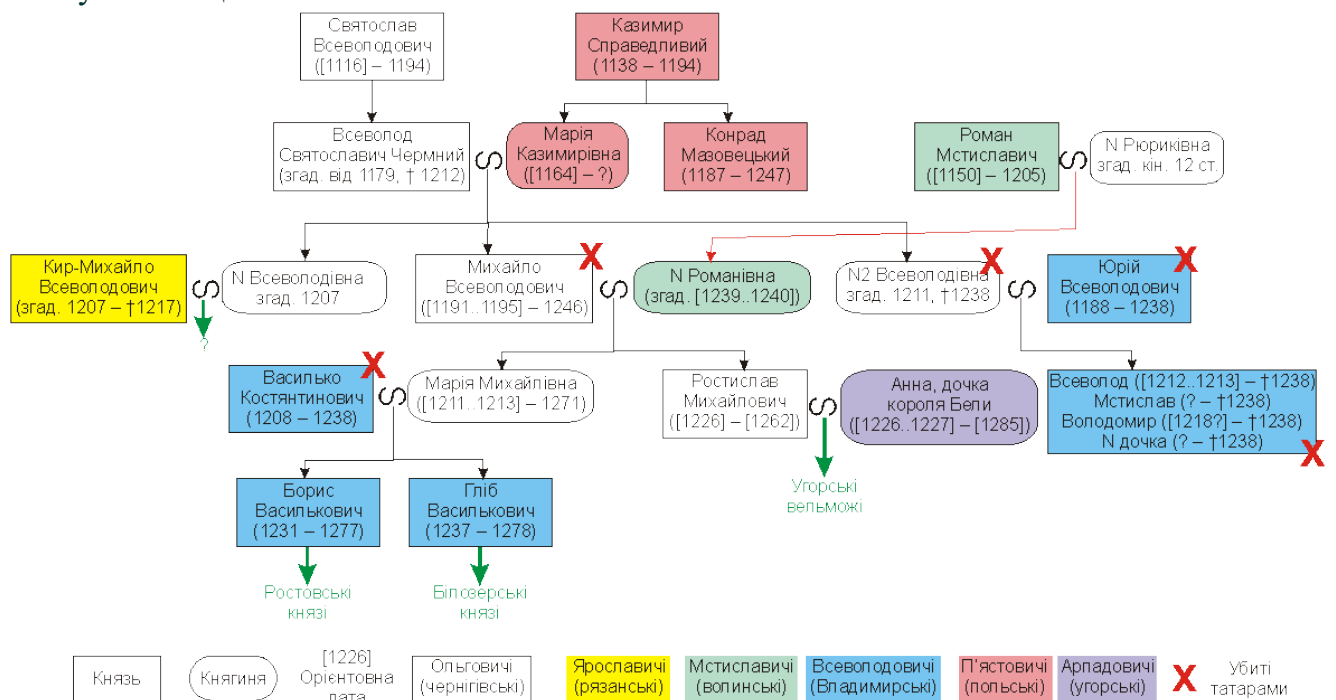 Святослав
Всеволодович
([1116] – 1194)
Казимир
Справедливий
(1138 – 1194)
Всеволод
Святославич Чермний
(згад. від 1179, † 1212)
Марія
Казимирівна
([1164] – ?)
Конрад
Мазовецький
(1187 - 1247)
Роман
Мстиславич
([1150] – 1205)
N Рюриківна
згад. кін. 12 ст.
Кир-Михайло
Всеволодович
(згад. 1207 – †1217)
N Всеволодівна
згад. 1207
Михайло
Всеволодович
([1191..1195] – 1246)
N Романівна
(згад. [1239..1240])
N2 Всеволодівна
згад. 1211, †1238
Юрій
Всеволодович
(1188 - 1238)
?
Василько
Костянтинович
(1208 – 1238)
Марія Михайлівна
([1211..1213] – 1271)
Ростислав
Михайлович
([1226] – [1262])
Анна, дочка
короля Бели
([1226..1227] – [1285])
Всеволод ([1212..1213] – †1238)
Мстислав (? – †1238)
Володомир ([1218?] – †1238)
N дочка (? – †1238)
Борис
Василькович
(1231 – 1277)
Гліб
Василькович
(1237 – 1278)
Угорські
вельможі
Ростовські
князі
Білозерські
князі
Князь
Княгиня
[1226]
Орієнтовна
дата
Ольговичі
(чернігівські)
Ярославичі
(рязанські)
Мстиславичі
(волинські)
Всеволодовичі
(Владимирські)
П'ястовичі
(польські)
Арпадовичі
(угорські)
X
Убиті
татарами